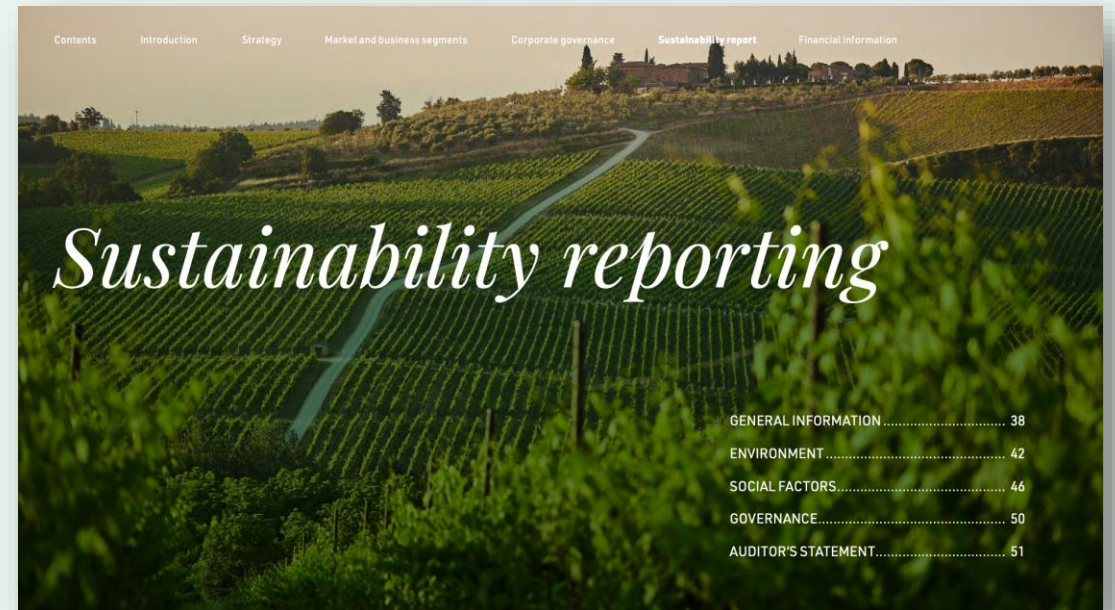 Contents Introduction Strategy Market and business segments Corporate governance Sustainability report Financial information
Sustainability reporting
GENERAL INFORMATION................................ 38
ENVIRONMENT............................................... 42
SOCIAL FACTORS............................................ 46
GOVERNANCE................................................. 50
AUDITOR'S STATEMENT.................................. 51